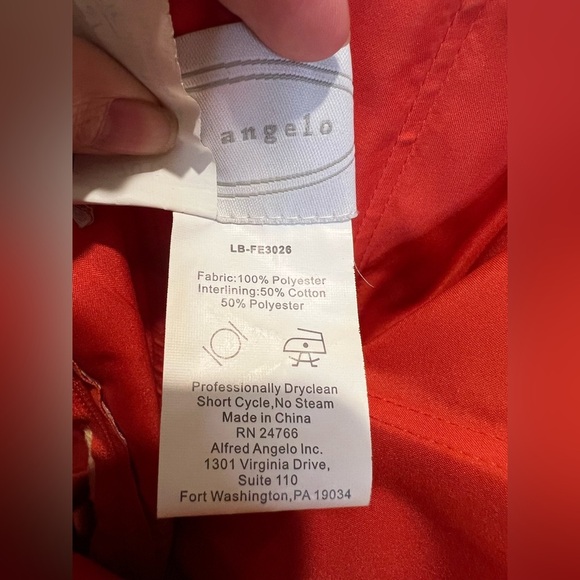 angelo
LB-FE3026
Fabric:100% Polyester
Interlining:50% Cotton
50% Polyester
Professionally Dryclean
Short Cycle,No Steam
Made in China
RN 24766
Alfred Angelo Inc.
1301 Virginia Drive,
Suite 110
Fort Washington,PA 19034